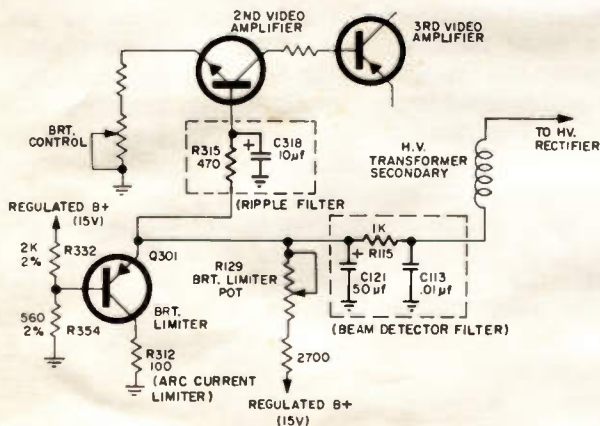 2ND VIDEO
AMPLIFIER
3RD VIDEO
AMPLIFIER
BRT.
CONTROL
R315
470
+
C318
10µf
(RIPPLE FILTER
H.V.
TRANSFORMER
SECONDARY
TO HV.
RECTIFIER
REGULATED B+
(15V)
2K
2%
R332
Q301
560
2%
R354
BRT.
LIMITER
R312
100
(ARC CURRENT
LIMITER)
R129
BRT. LIMITER
POT
2700
REGULATED B+
(15V)
1K
R115
+
C121
50µf
C113
.01µf
(BEAM DETECTOR FILTER)